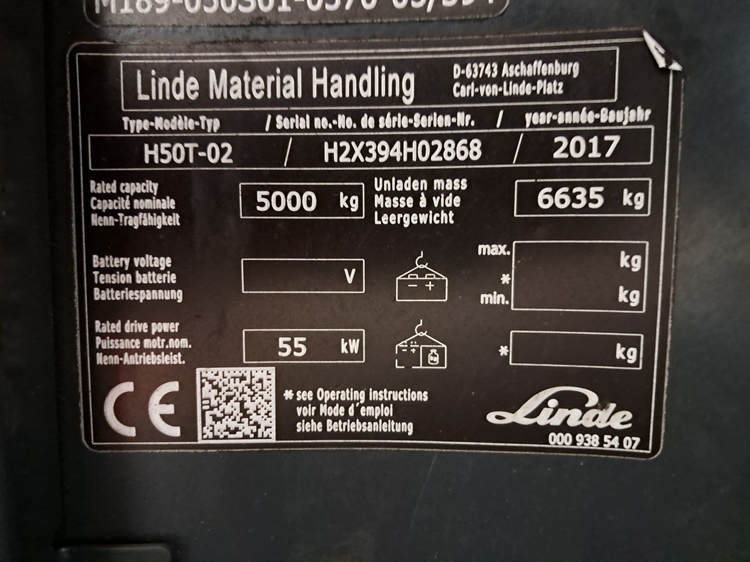 Linde Material Handling
D-63743 Aschaffenburg
Carl-von-Linde-Platz
Type-Modèle-Typ / Serial no.-No. de série-Serien-Nr. / year-année-Baujahr
H50T-02 / H2X394H02868 / 2017
Rated capacity
Capacité nominale
Nenn-Tragfähigkeit
5000 kg
Unladen mass
Masse à vide
Leergewicht
6635 kg
Battery voltage
Tension batterie
Batteriespannung
V
max. kg
*
min. kg
Rated drive power
Puissance motr.nom.
Nenn-Antriebsleist.
55 kW
* kg
CE
* see Operating Instructions
voir Mode d'emploi
siehe Betriebsanleitung
Linde
000 938 54 07